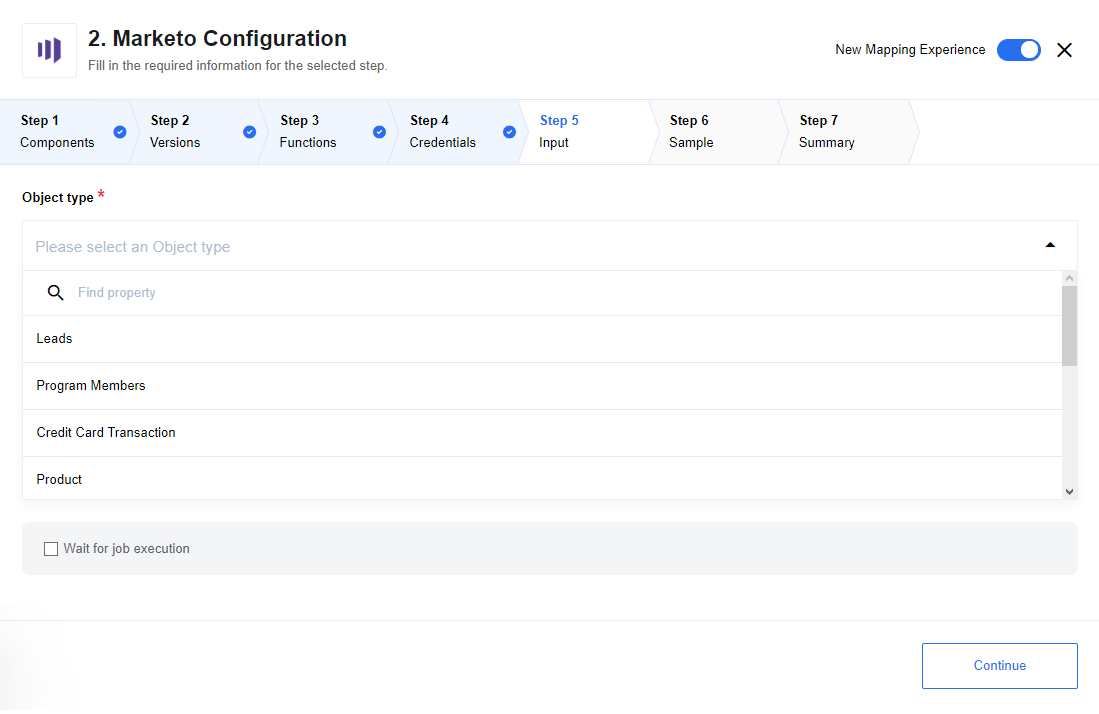 2. Marketo Configuration
Fill in the required information for the selected step.
New Mapping Experience
Step 1
Components
Step 2
Versions
Step 3
Functions
Step 4
Credentials
Step 5
Input
Step 6
Sample
Step 7
Summary
Object type *
Please select an Object type
Find property
Leads
Program Members
Credit Card Transaction
Product
Wait for job execution
Continue